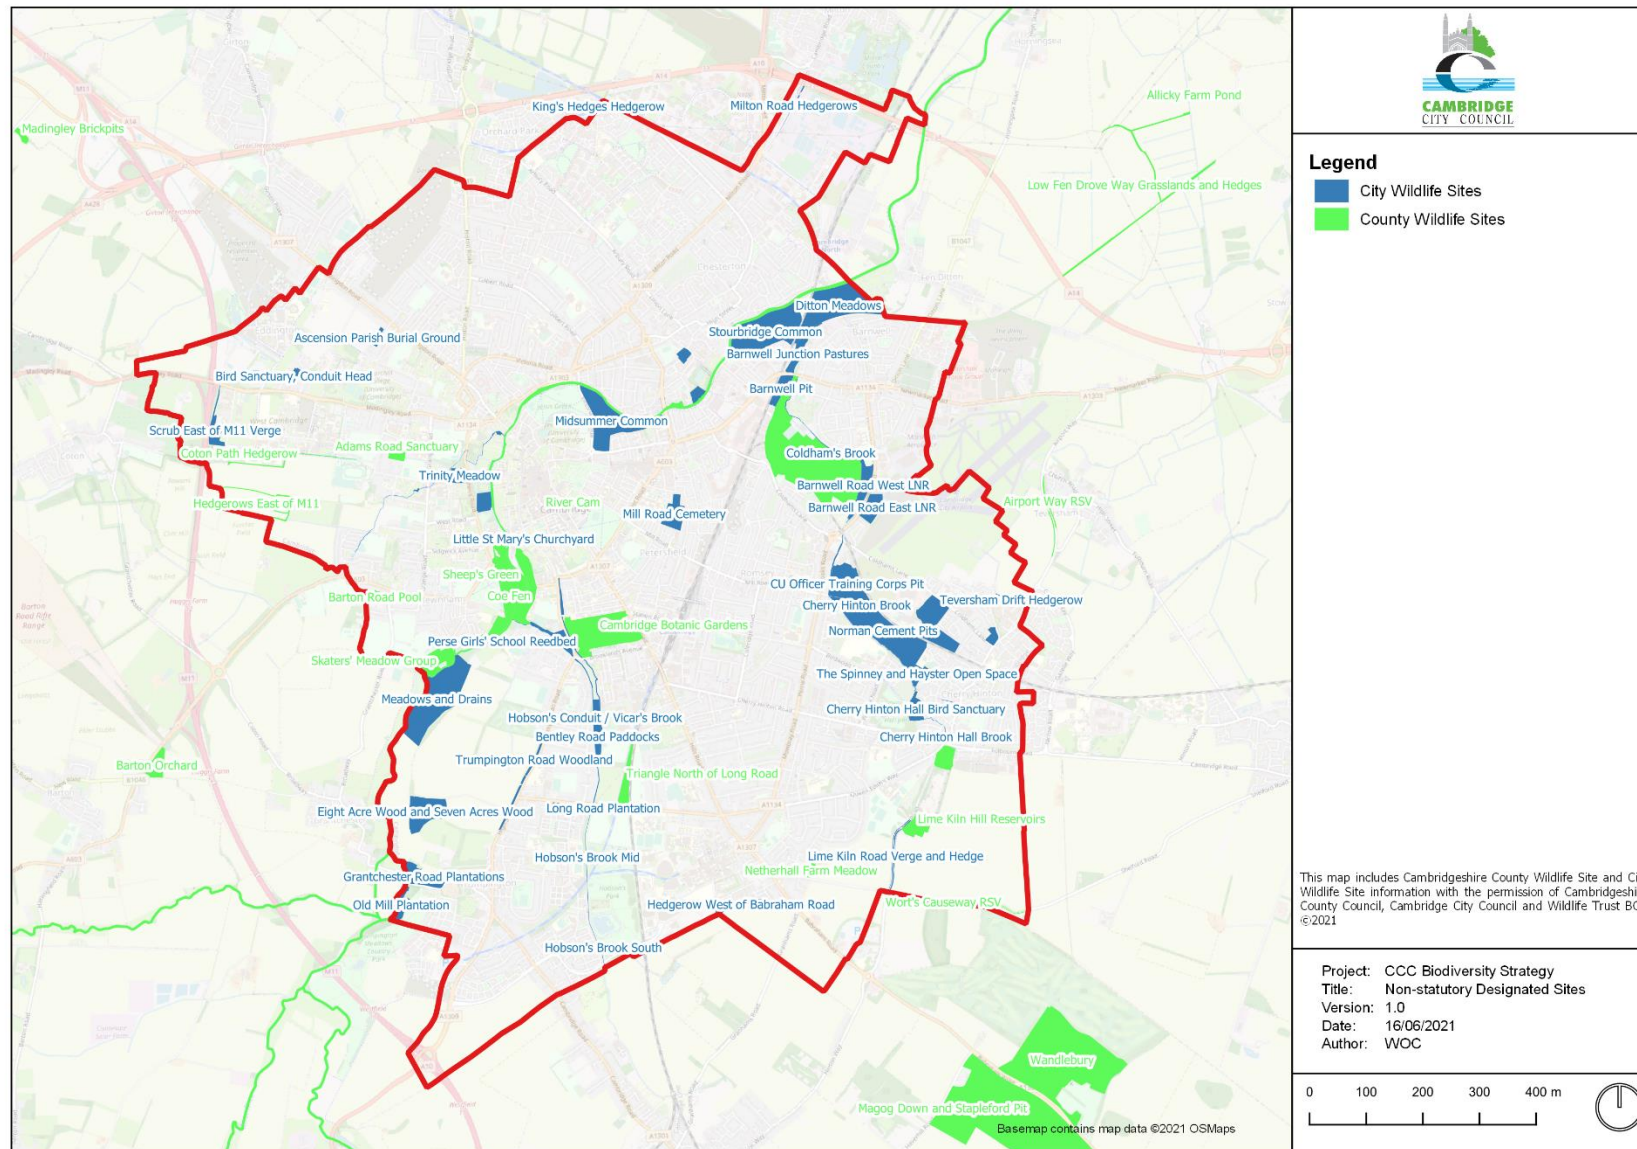 King's Hedges Hedgerow
Milton Road Hedgerows
Allicky Farm Pond
Madingley Brickpits
Low Fen Drove Way Grasslands and Hedges
Ditton Meadows
Stourbridge Common
Ascension Parish Burial Ground
Barnwell Junction Pastures
Bird Sanctuary, Conduit Head
Barnwell Pit
Midsummer Common
Scrub East of M11 Verge
Adams Road Sanctuary
Coton Path Hedgerow
Coldham's Brook
Trinity Meadow
Barnwell Road West LNR
Hedgerows East of M11
River Cam
Airport Way RSV
Barnwell Road East LNR
Mill Road Cemetery
Little St Mary's Churchyard
Sheep's Green
CU Officer Training Corps Pit
Coe Fen
Barton Road Pool
Cherry Hinton Brook
Teversham Drift Hedgerow
Cambridge Botanic Gardens
Norman Cement Pits
Perse Girls' School Reedbed
Skaters' Meadow Group
The Spinney and Hayster Open Space
Meadows and Drains
Cherry Hinton Hall Bird Sanctuary
Hobson's Conduit / Vicar's Brook
Bentley Road Paddocks
Cherry Hinton Hall Brook
Trumpington Road Woodland
Barton Orchard
Triangle North of Long Road
Eight Acre Wood and Seven Acres Wood
Long Road Plantation
Lime Kiln Hill Reservoirs
Hobson's Brook Mid
Lime Kiln Road Verge and Hedge
Netherhall Farm Meadow
Grantchester Road Plantations
Old Mill Plantation
Hedgerow West of Babraham Road
Wort's Causeway RSV
Hobson's Brook South
Wandlebury
Magog Down and Stapleford Pit
Basemap contains map data ©2021 OSMaps
CAMBRIDGE
CITY COUNCIL
Legend
City Wildlife Sites
County Wildlife Sites
This map includes Cambridgeshire County Wildlife Site and Ci
Wildlife Site information with the permission of Cambridgeshi
County Council, Cambridge City Council and Wildlife Trust BC
©2021
Project: CCC Biodiversity Strategy
Title: Non-statutory Designated Sites
Version: 1.0
Date: 16/06/2021
Author: WOC
0 100 200 300 400 m